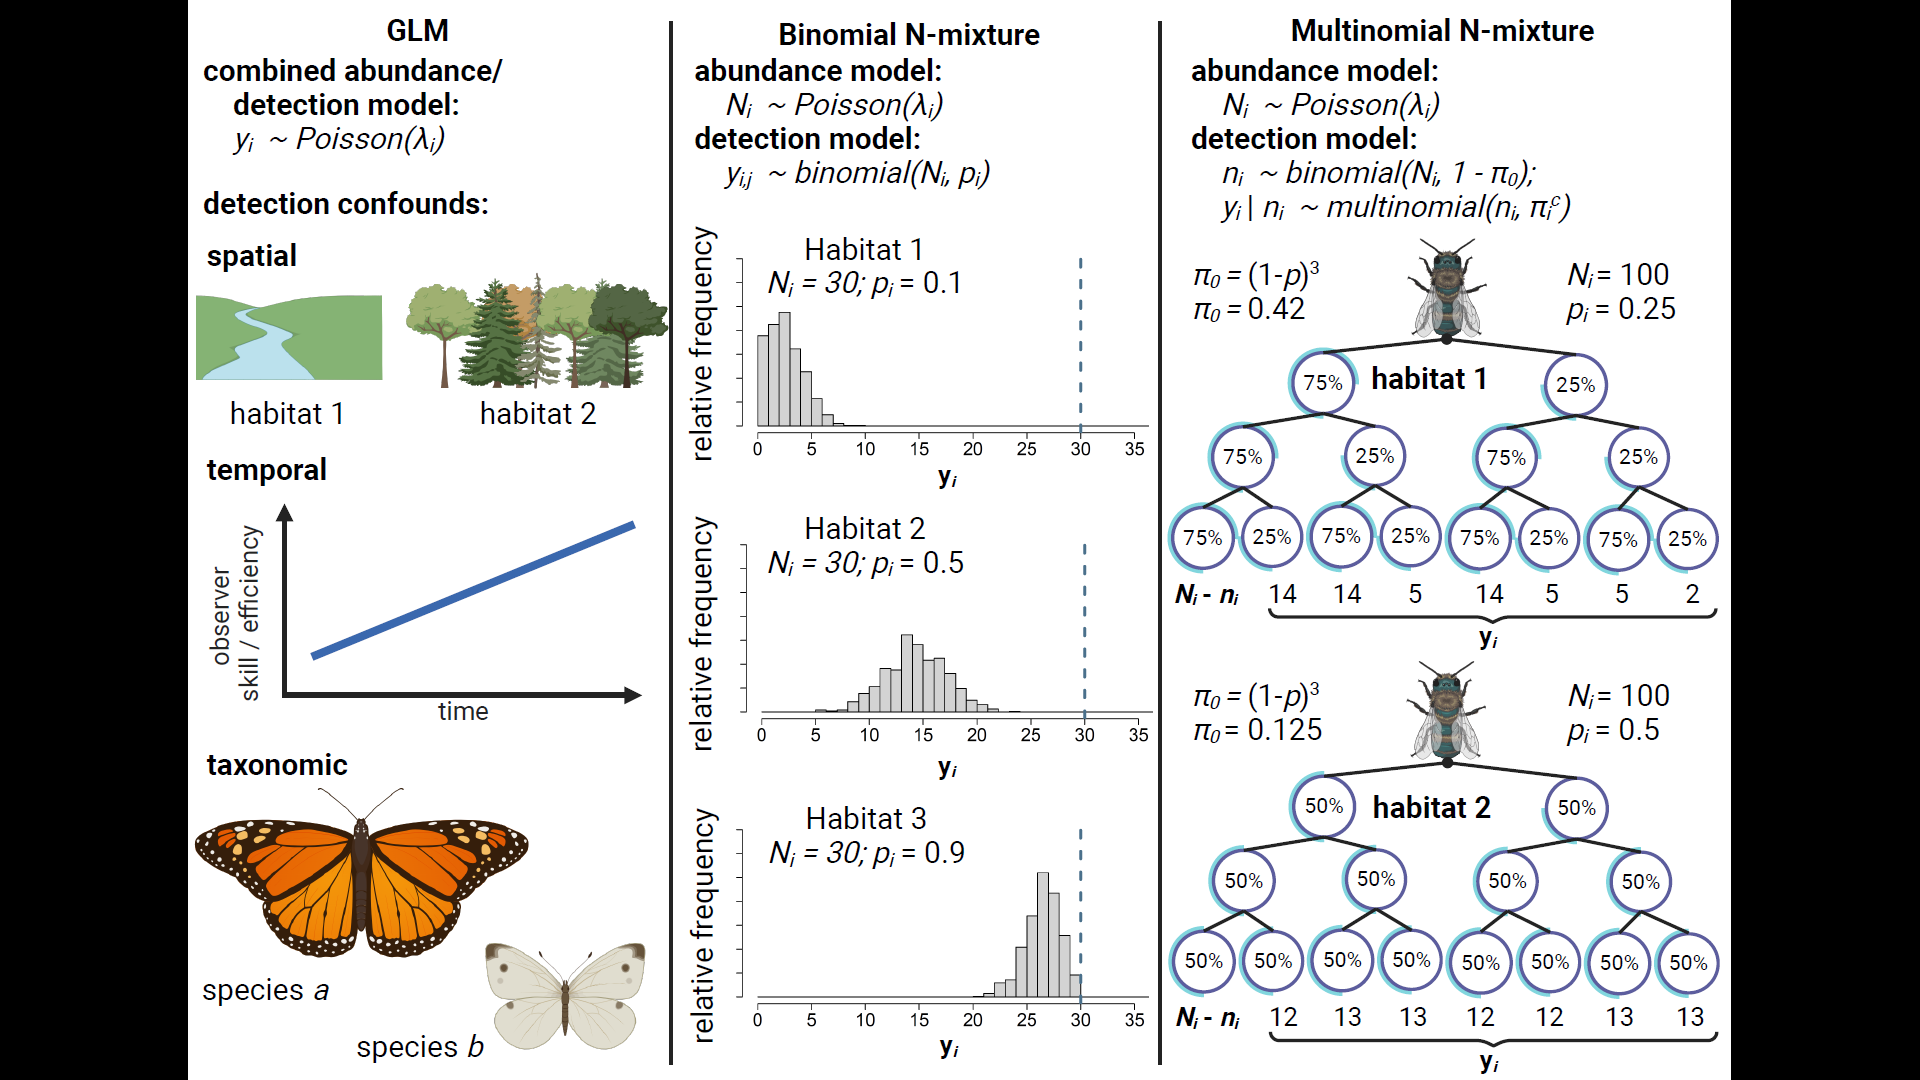 GLM
combined abundance/
detection model:
yᵢ ~ Poisson(λᵢ)
detection confounds:
spatial
habitat 1
habitat 2
temporal
observer
skill / efficiency
time
taxonomic
species a
species b
Binomial N-mixture
abundance model:
Nᵢ ~ Poisson(λᵢ)
detection model:
yᵢ,ⱼ ~ binomial(Nᵢ, pᵢ)
Habitat 1
Nᵢ = 30; pᵢ = 0.1
relative frequency
0 5 10 15 20 25 30 35
yᵢ
Habitat 2
Nᵢ = 30; pᵢ = 0.5
relative frequency
0 5 10 15 20 25 30 35
yᵢ
Habitat 3
Nᵢ = 30; pᵢ = 0.9
relative frequency
0 5 10 15 20 25 30 35
yᵢ
Multinomial N-mixture
abundance model:
Nᵢ ~ Poisson(λᵢ)
detection model:
nᵢ ~ binomial(Nᵢ, 1 - π₀);
yᵢ | nᵢ ~ multinomial(nᵢ, πᵢᶜ)
π₀ = (1-p)³
π₀ = 0.42
Nᵢ = 100
pᵢ = 0.25
75% habitat 1 25%
75% 25% 75% 25%
75% 25% 75% 25% 75% 25% 75% 25%
Nᵢ - nᵢ 14 14 5 14 5 5 2
yᵢ
π₀ = (1-p)³
π₀ = 0.125
Nᵢ = 100
pᵢ = 0.5
50% habitat 2 50%
50% 50% 50% 50%
50% 50% 50% 50% 50% 50% 50% 50%
Nᵢ - nᵢ 12 13 13 12 12 13 13
yᵢ